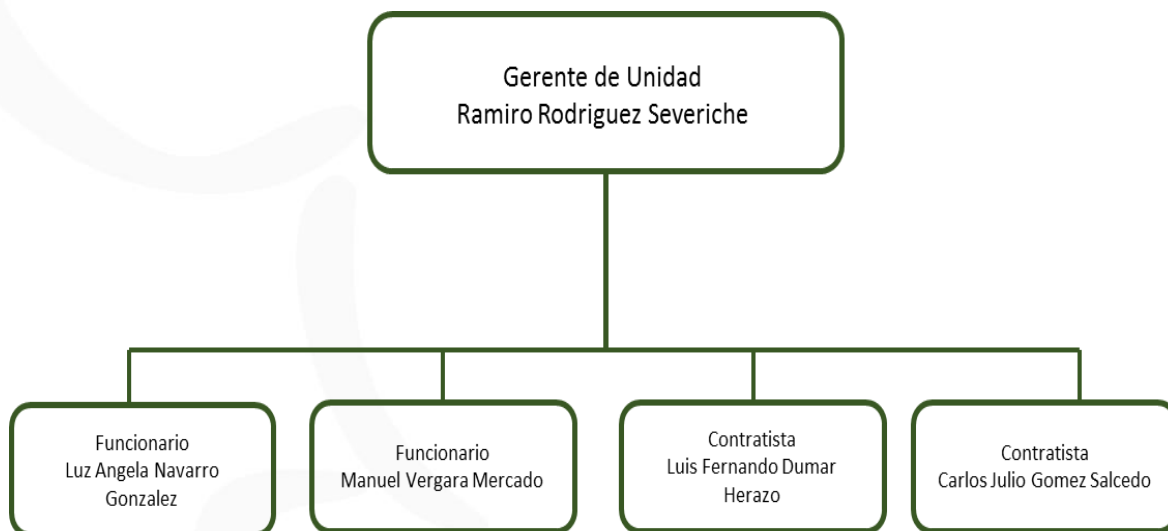 Gerente de Unidad
Ramiro Rodriguez Severiche
Funcionario
Luz Angela Navarro
Gonzalez
Funcionario
Manuel Vergara Mercado
Contratista
Luis Fernando Dumar
Herazo
Contratista
Carlos Julio Gomez Salcedo